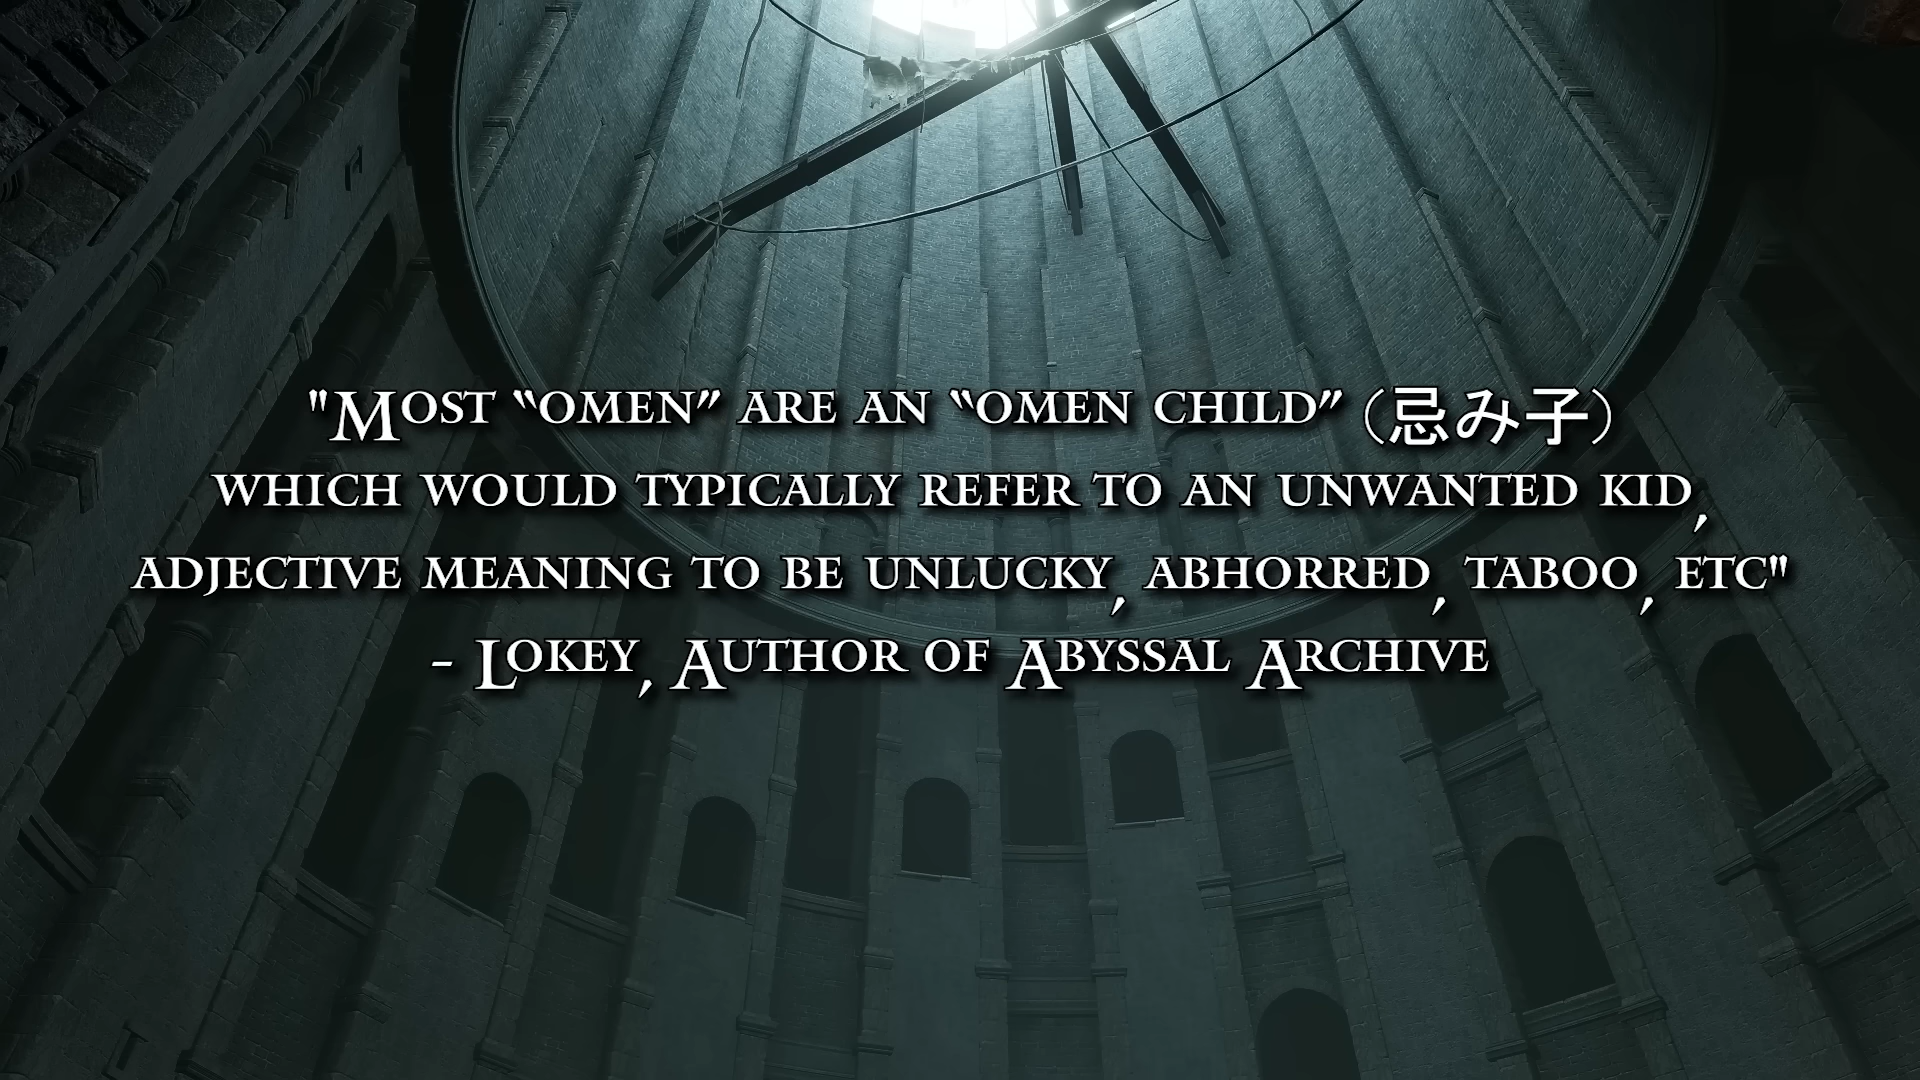 "Most “omen” are an “omen child” (忌み子)
which would typically refer to an unwanted kid,
adjective meaning to be unlucky, abhorred, taboo, etc"
- Lokey, Author of Abyssal Archive